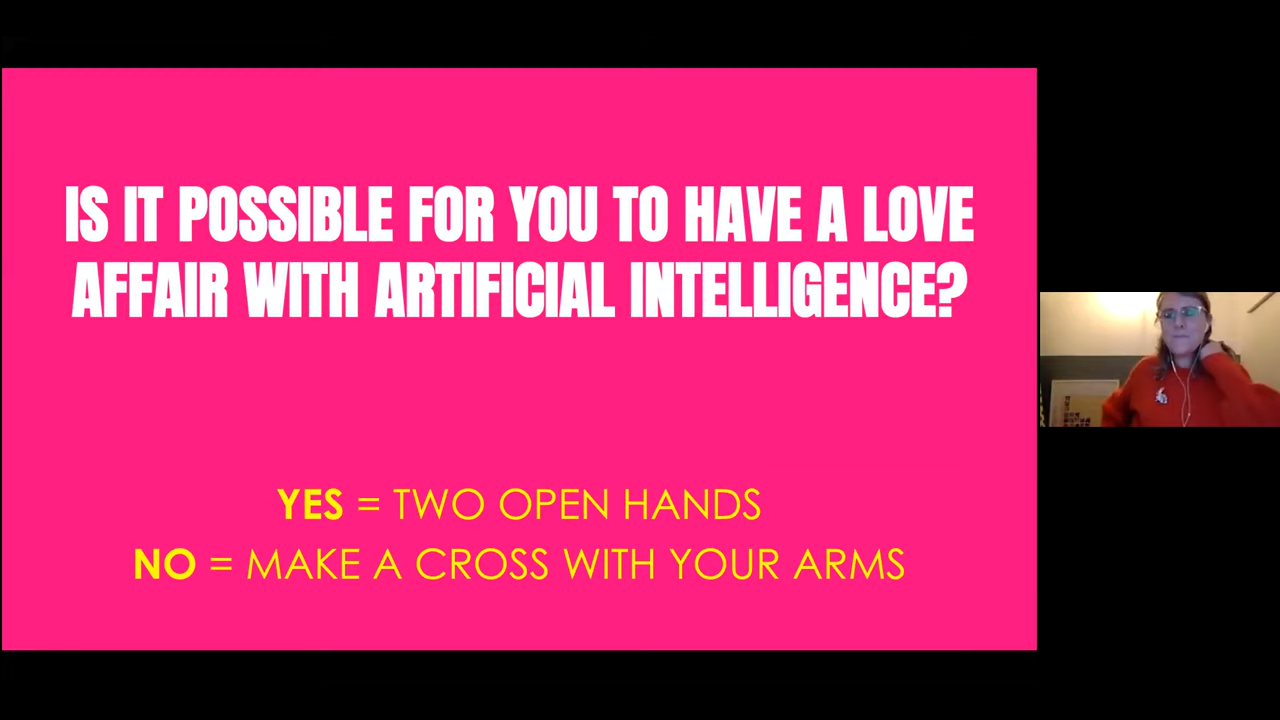 IS IT POSSIBLE FOR YOU TO HAVE A LOVE
AFFAIR WITH ARTIFICIAL INTELLIGENCE?
YES = TWO OPEN HANDS
NO = MAKE A CROSS WITH YOUR ARMS